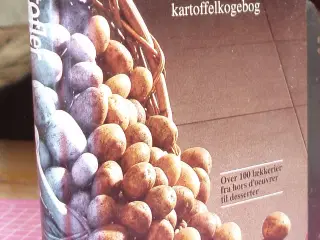 kartoffelkogebog
Over 100 lækkerier
fra hors d'oeuvrer
til desserter